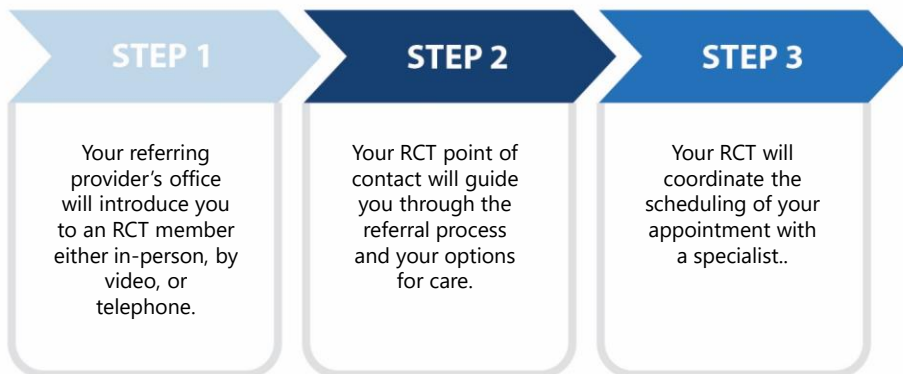 STEP 1
Your referring
provider's office
will introduce you
to an RCT member
either in-person, by
video, or
telephone.
STEP 2
Your RCT point of
contact will guide
you through the
referral process
and your options
for care.
STEP 3
Your RCT will
coordinate the
scheduling of your
appointment with
a specialist..